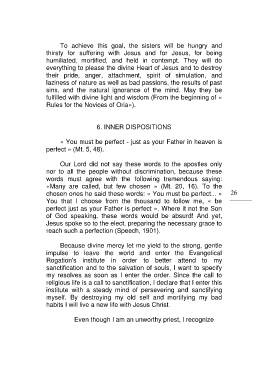 To achieve this goal, the sisters will be hungry and
thirsty for suffering with Jesus and for Jesus, for being
humiliated, mortified, and held in contempt. They will do
everything to please the divine Heart of Jesus and to destroy
their pride, anger, attachment, spirit of simulation, and
laziness of nature as well as bad passions, the results of past
sins, and the natural ignorance of the mind. May they be
fulfilled with divine light and wisdom (From the beginning of «
Rules for the Novices of Oria»).
6. INNER DISPOSITIONS
« You must be perfect - just as your Father in heaven is
perfect » (Mt. 5, 48).
Our Lord did not say these words to the apostles only
nor to all the people without discrimination, because these
words must agree with the following tremendous saying:
«Many are called, but few chosen » (Mt. 20, 16). To the
chosen ones he said these words: « You must be perfect... «
You that I choose from the thousand to follow me, « be
perfect just as your Father is perfect ». Where it not the Son
of God speaking, these words would be absurd! And yet,
Jesus spoke so to the elect, preparing the necessary grace to
reach such a perfection (Speech, 1901).
26
Because divine mercy let me yield to the strong, gentle
impulse to leave the world and enter the Evangelical
Rogation's institute in order to better attend to my
sanctification and to the salvation of souls, I want to specify
my resolves as soon as I enter the order. Since the call to
religious life is a call to sanctification, I declare that I enter this
institute with a steady mind of persevering and sanctifying
myself. By destroying my old self and mortifying my bad
habits I will live a new life with Jesus Christ.
Even though I am an unworthy priest, I recognize